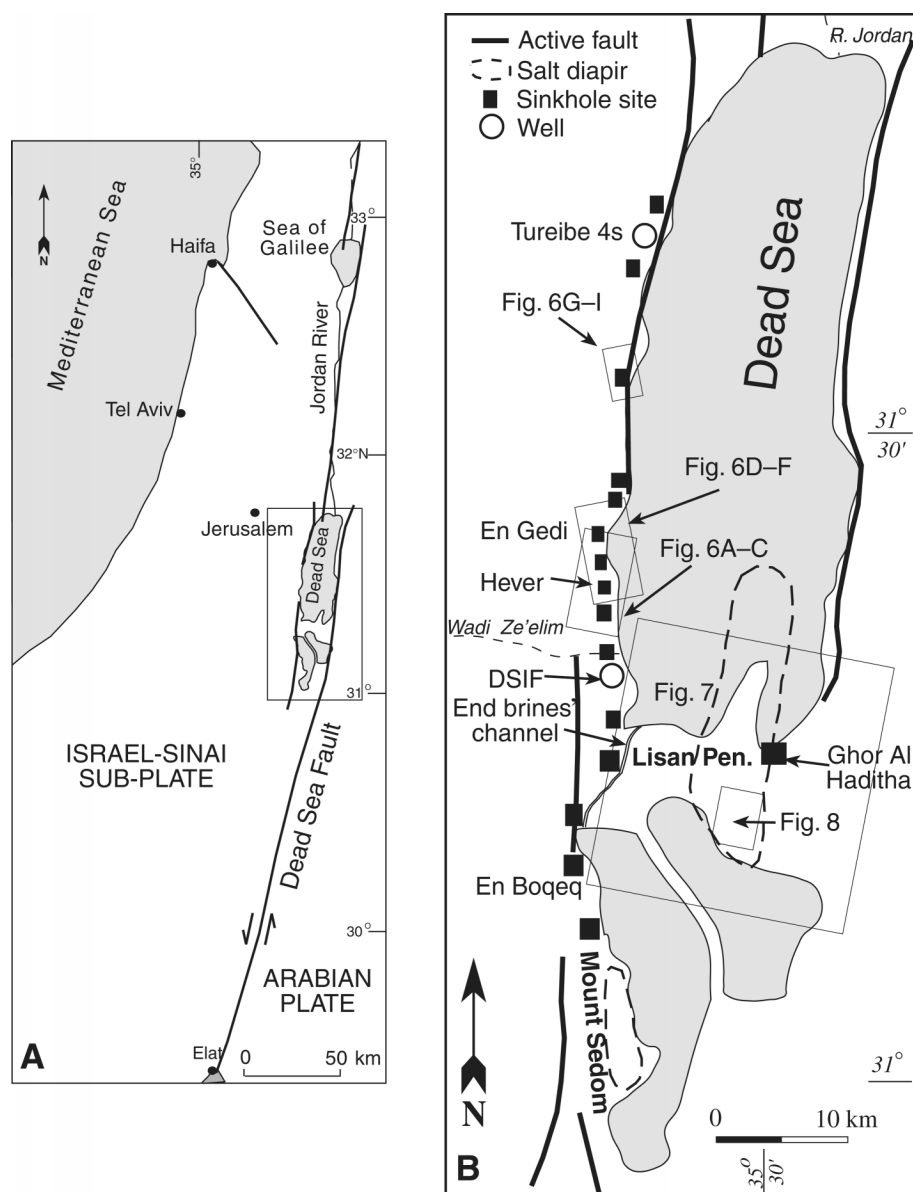 35°
N
Mediterranean Sea
Haifa
Sea of
Galilee
33°
Jordan River
Tel Aviv
32°N
Jerusalem
Dead Sea
31°
ISRAEL-SINAI
SUB-PLATE
Dead Sea Fault
30°
ARABIAN
PLATE
A
Elat
0 50 km
Active fault
Salt diapir
Sinkhole site
Well
R. Jordan
Tureibe 4s
Dead Sea
Fig. 6G–I
31°
30'
Fig. 6D–F
En Gedi
Fig. 6A–C
Hever
Wadi Ze'elim
DSIF
Fig. 7
End brines'
channel
Lisan Pen.
Ghor Al
Haditha
Fig. 8
En Boqeq
Mount Sedom
N
31°
0 10 km
B
35°
30'